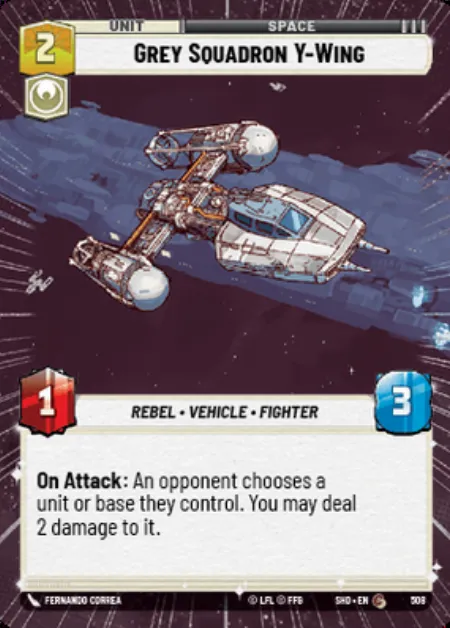 UNIT
SPACE
2
GREY SQUADRON Y-WING
1
REBEL • VEHICLE • FIGHTER
3
On Attack: An opponent chooses a
unit or base they control. You may deal
2 damage to it.
FERNANDO CORREA
© LFL © FFG
SHD • EN
508